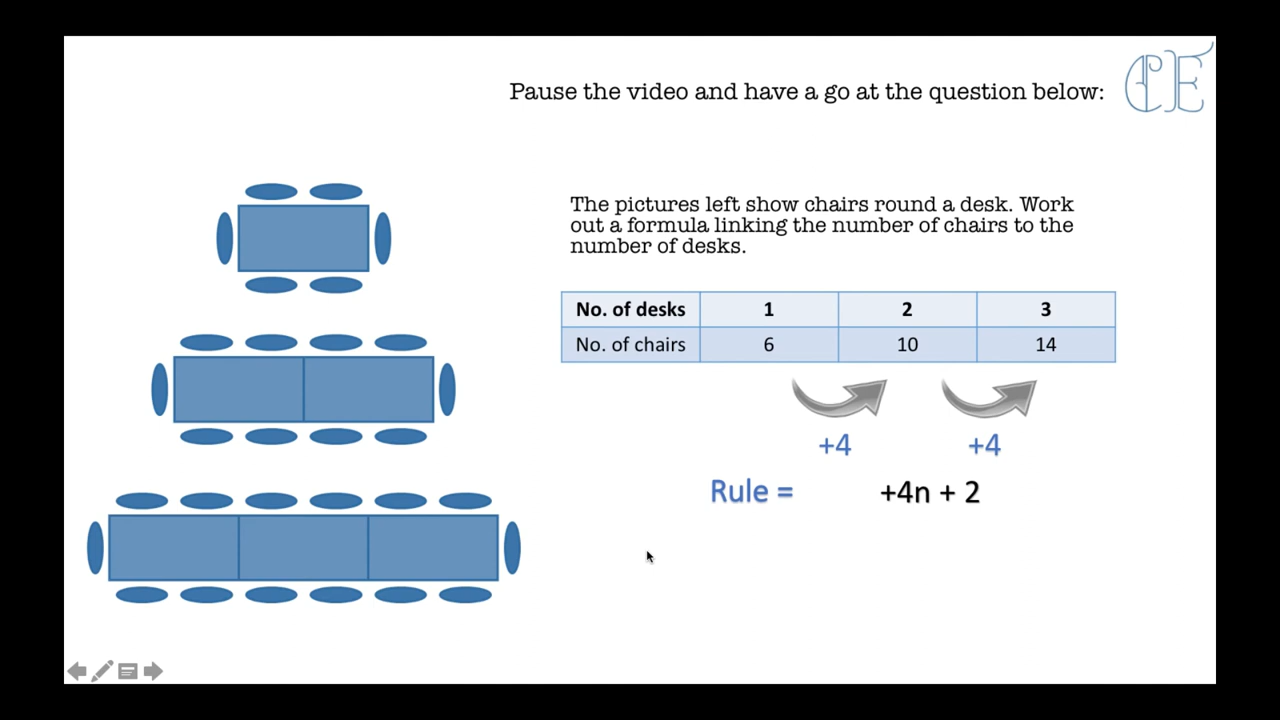 Pause the video and have a go at the question below:
CE
The pictures left show chairs round a desk. Work
out a formula linking the number of chairs to the
number of desks.
No. of desks 1 2 3
No. of chairs 6 10 14
+4 +4
Rule = +4n + 2